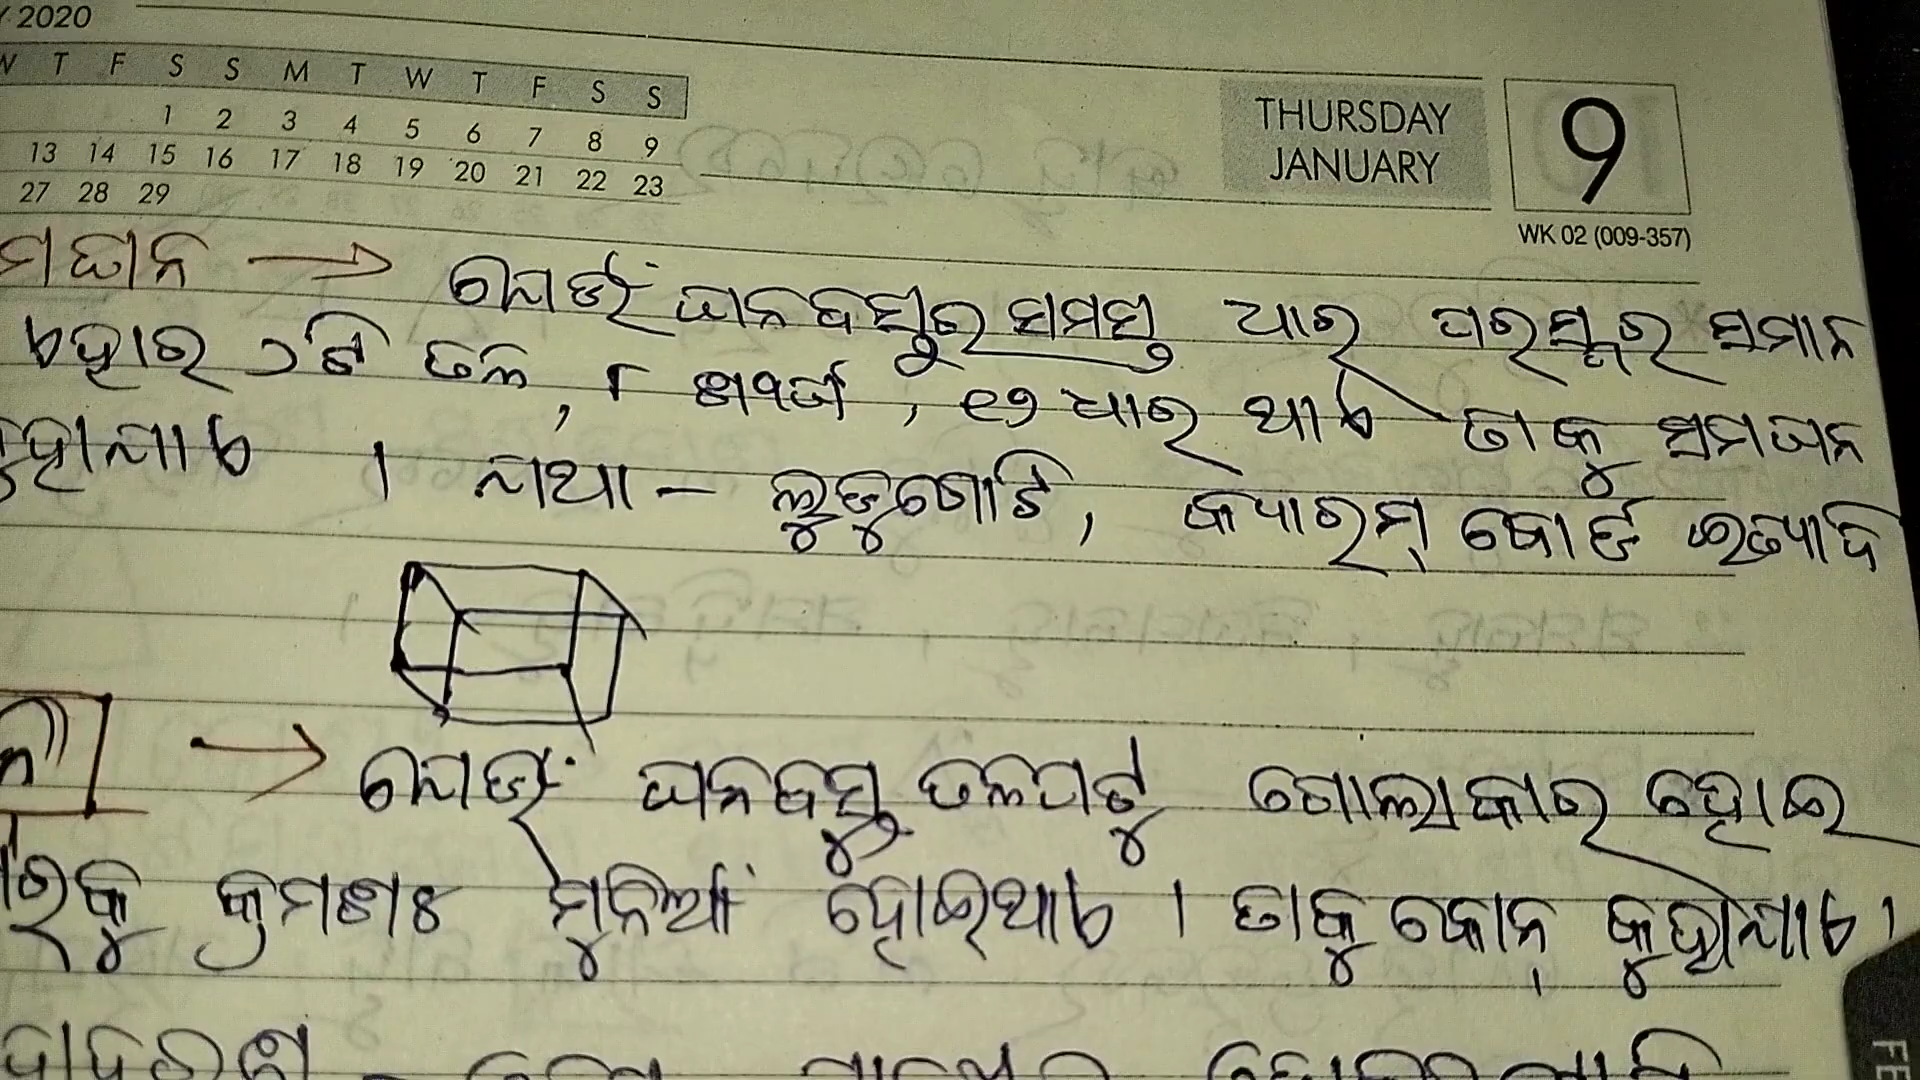 2020
W T F S S M T W T F S S
1 2 3 4 5 6 7 8 9
13 14 15 16 17 18 19 20 21 22 23
27 28 29
THURSDAY
JANUARY
9
WK 02 (009-357)
ମଘନ → ଯେଉଁ ଘନବସ୍ତୁର ସମସ୍ତ ଧାର ପରସ୍ପର ସମାନ
ଏହାର ୬ଟି ତଳ, ୮ ଶୀର୍ଷ, ୧୨ ଧାର ଥାଏ ତାକୁ ସମଘନ
କୁହାଯାଏ । ଯଥା - ଲୁଡୁଗୋଟି, କ୍ୟାରମ୍ ବୋର୍ଡ ଇତ୍ୟାଦି
→ ଯେଉଁ ଘନବସ୍ତୁ ତଳପଟୁ ଗୋଲାକାର ହୋଇ
କ୍ରମଶଃ ମୁନିଆଁ ହୋଇଥାଏ । ତାକୁ କୋନ୍ କୁହାଯାଏ ।